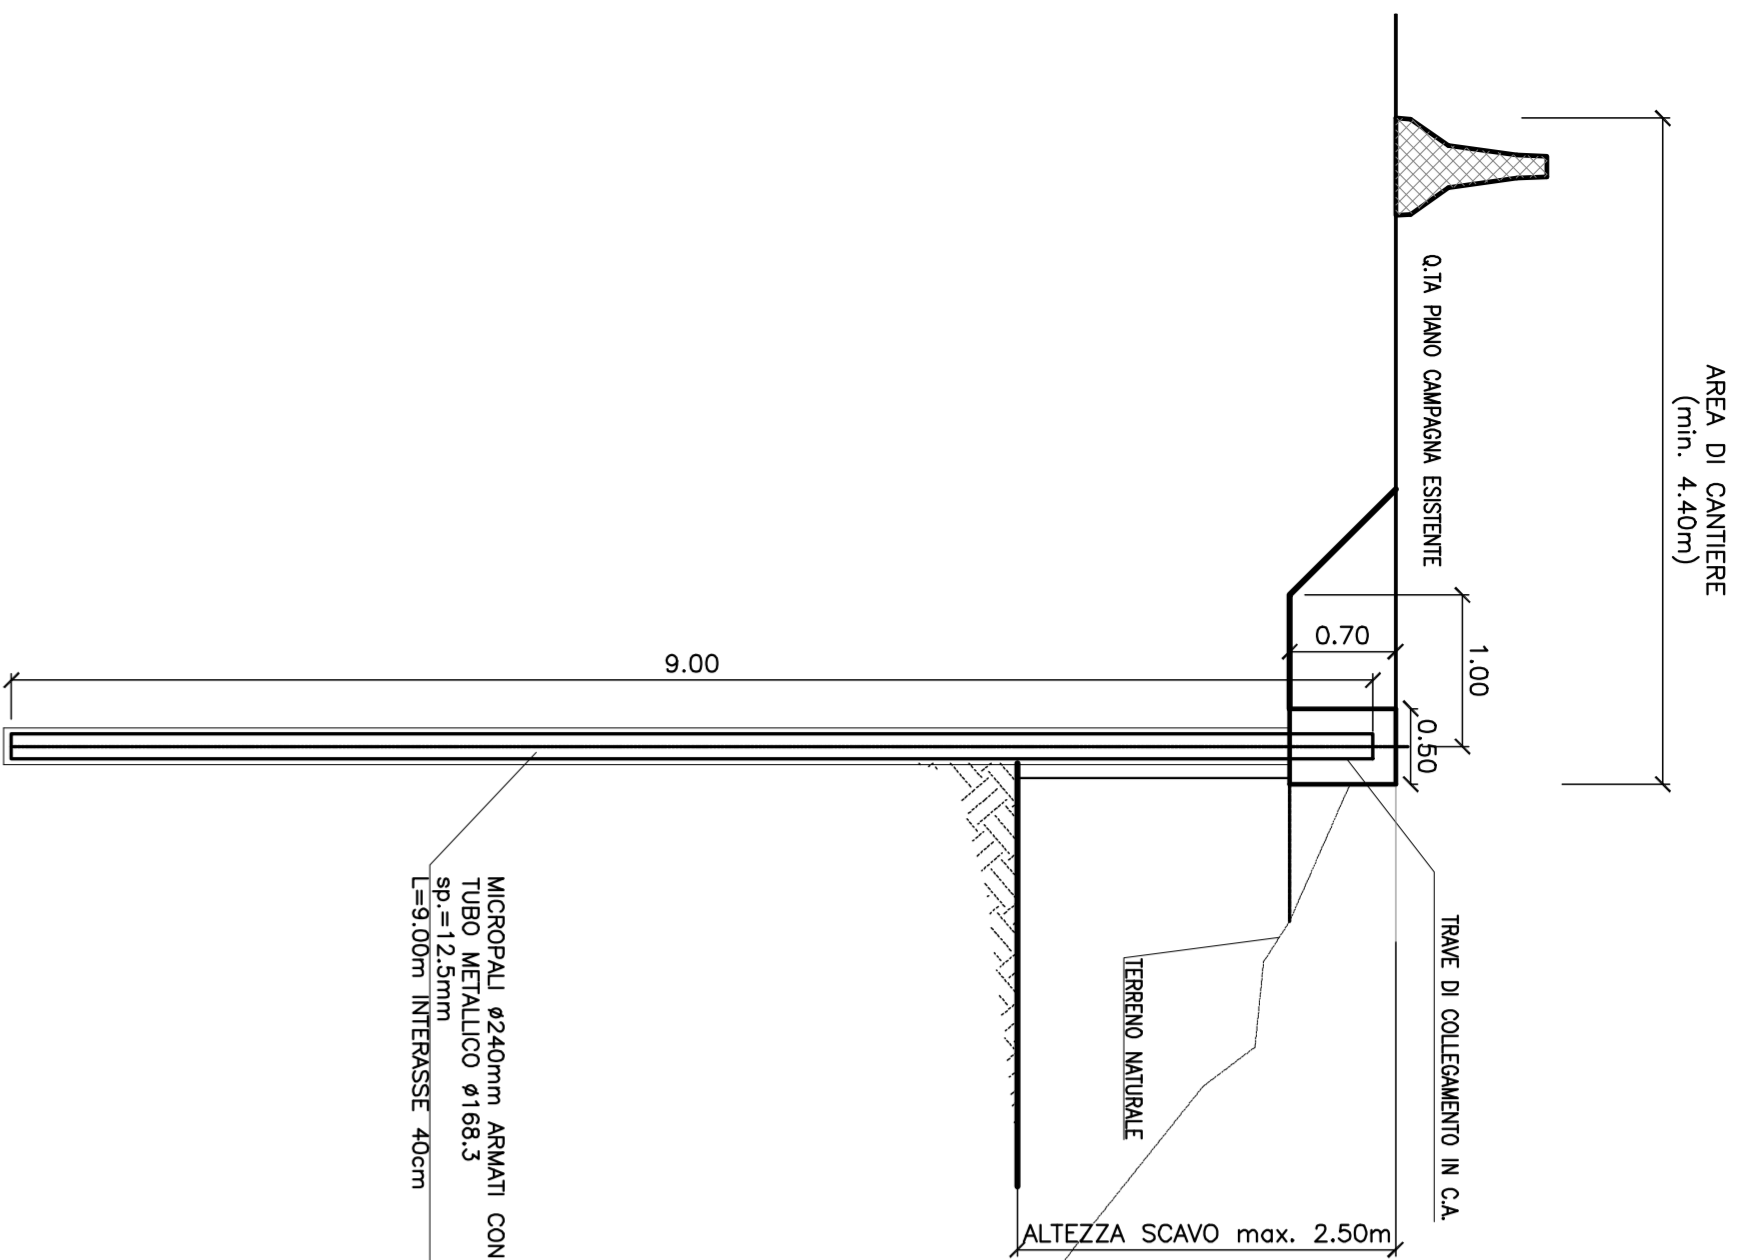 AREA DI CANTIERE
(min. 4.40m)
Q.TA PIANO CAMPAGNA ESISTENTE
1.00
0.70
0.50
9.00
TRAVE DI COLLEGAMENTO IN C.A.
TERRENO NATURALE
ALTEZZA SCAVO max. 2.50m
MICROPALI ø240mm ARMATI CON
TUBO METALLICO ø168.3
sp.=12.5mm
L=9.00m INTERASSE 40cm